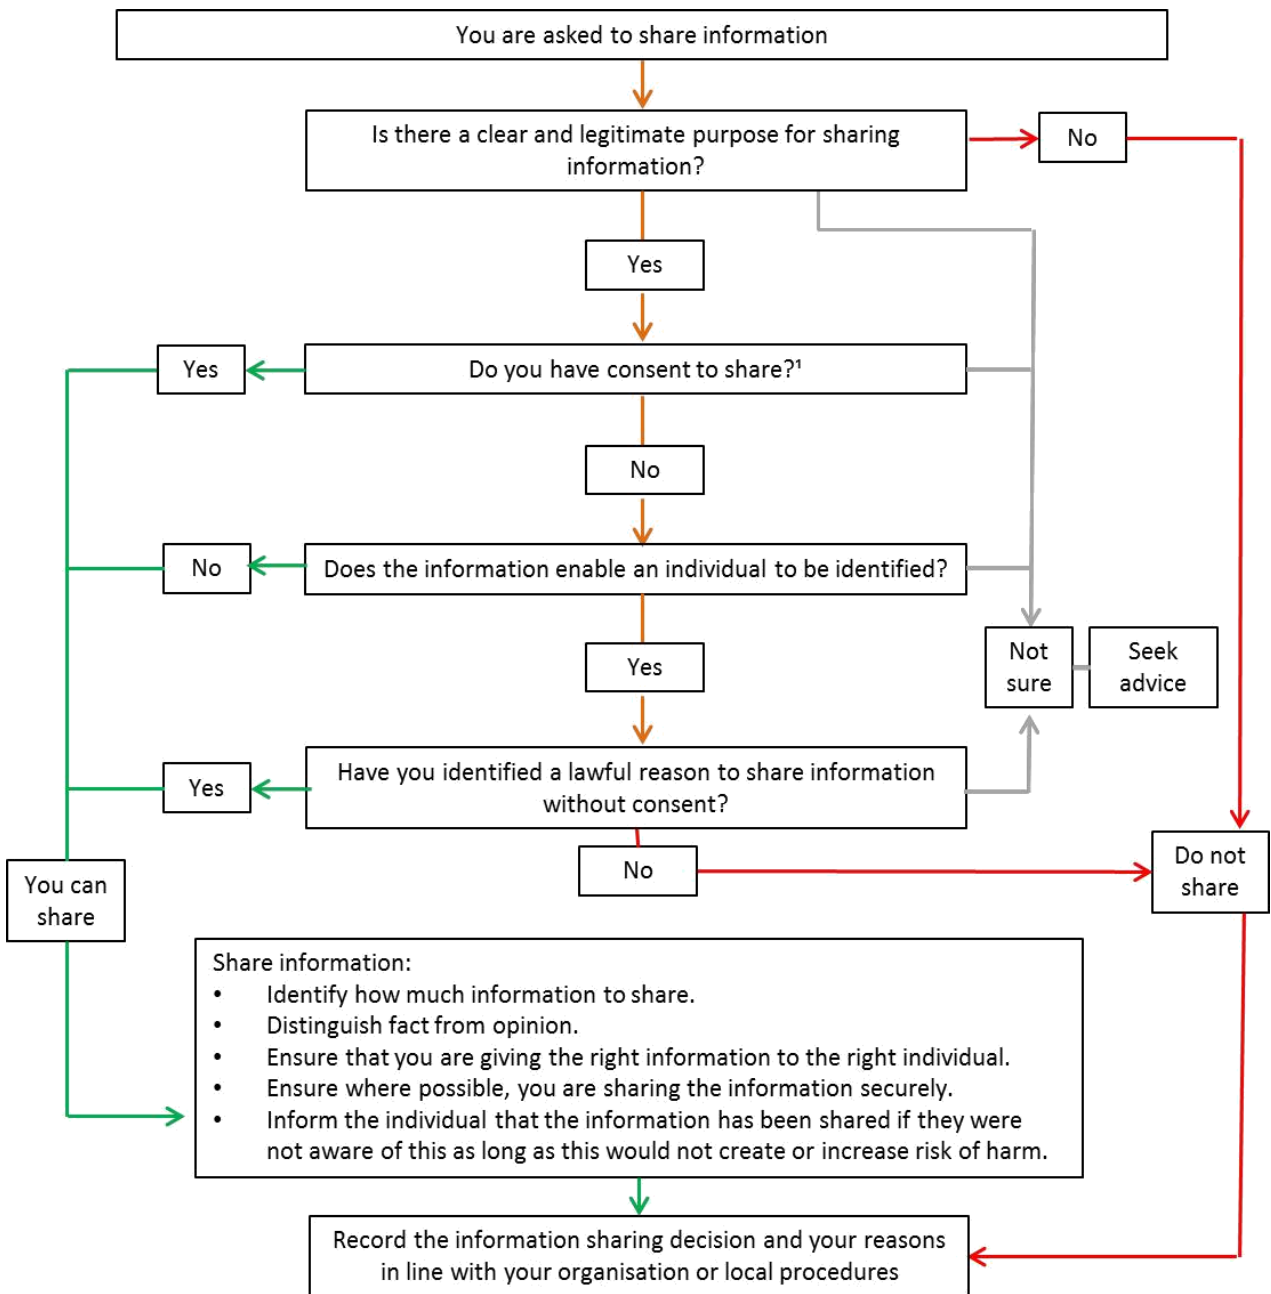 You are asked to share information
Is there a clear and legitimate purpose for sharing
information?
No
Yes
Yes
Do you have consent to share?¹
No
No
Does the information enable an individual to be identified?
Yes
Not
sure
Seek
advice
Yes
Have you identified a lawful reason to share information
without consent?
No
Do not
share
You can
share
Share information:
• Identify how much information to share.
• Distinguish fact from opinion.
• Ensure that you are giving the right information to the right individual.
• Ensure where possible, you are sharing the information securely.
• Inform the individual that the information has been shared if they were
not aware of this as long as this would not create or increase risk of harm.
Record the information sharing decision and your reasons
in line with your organisation or local procedures